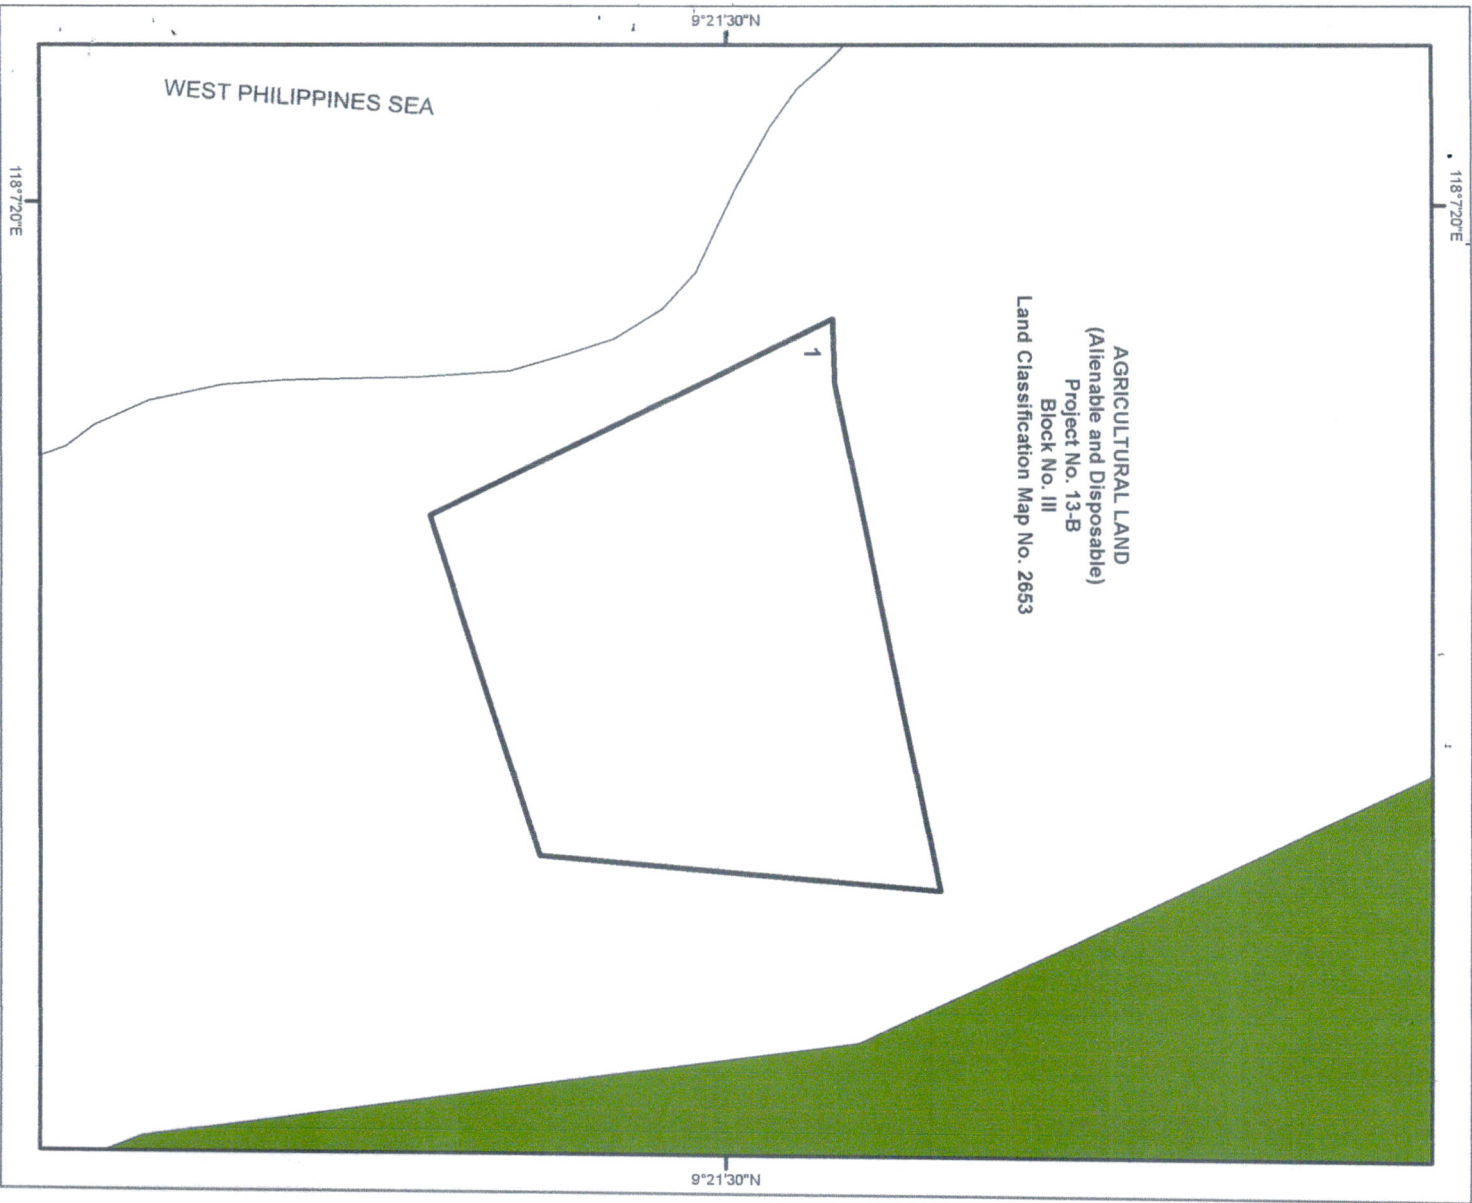 9°21'30"N
WEST PHILIPPINES SEA
118°7'20"E
118°7'20"E
AGRICULTURAL LAND
(Alienable and Disposable)
Project No. 13-B
Block No. III
Land Classification Map No. 2653
1
9°21'30"N